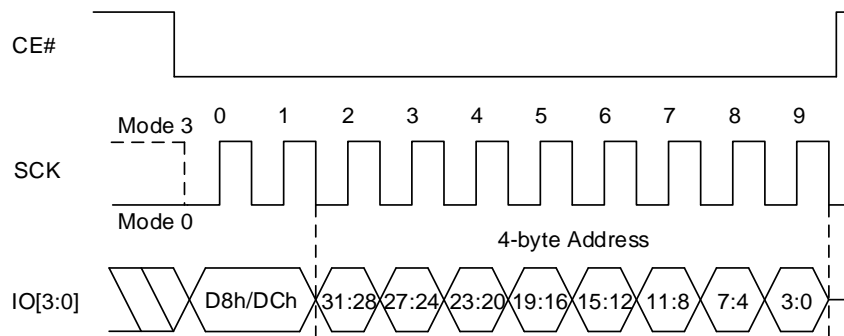 CE#
0 1 2 3 4 5 6 7 8 9
Mode 3
SCK
Mode 0
4-byte Address
IO[3:0] D8h/DCh 31:28 27:24 23:20 19:16 15:12 11:8 7:4 3:0